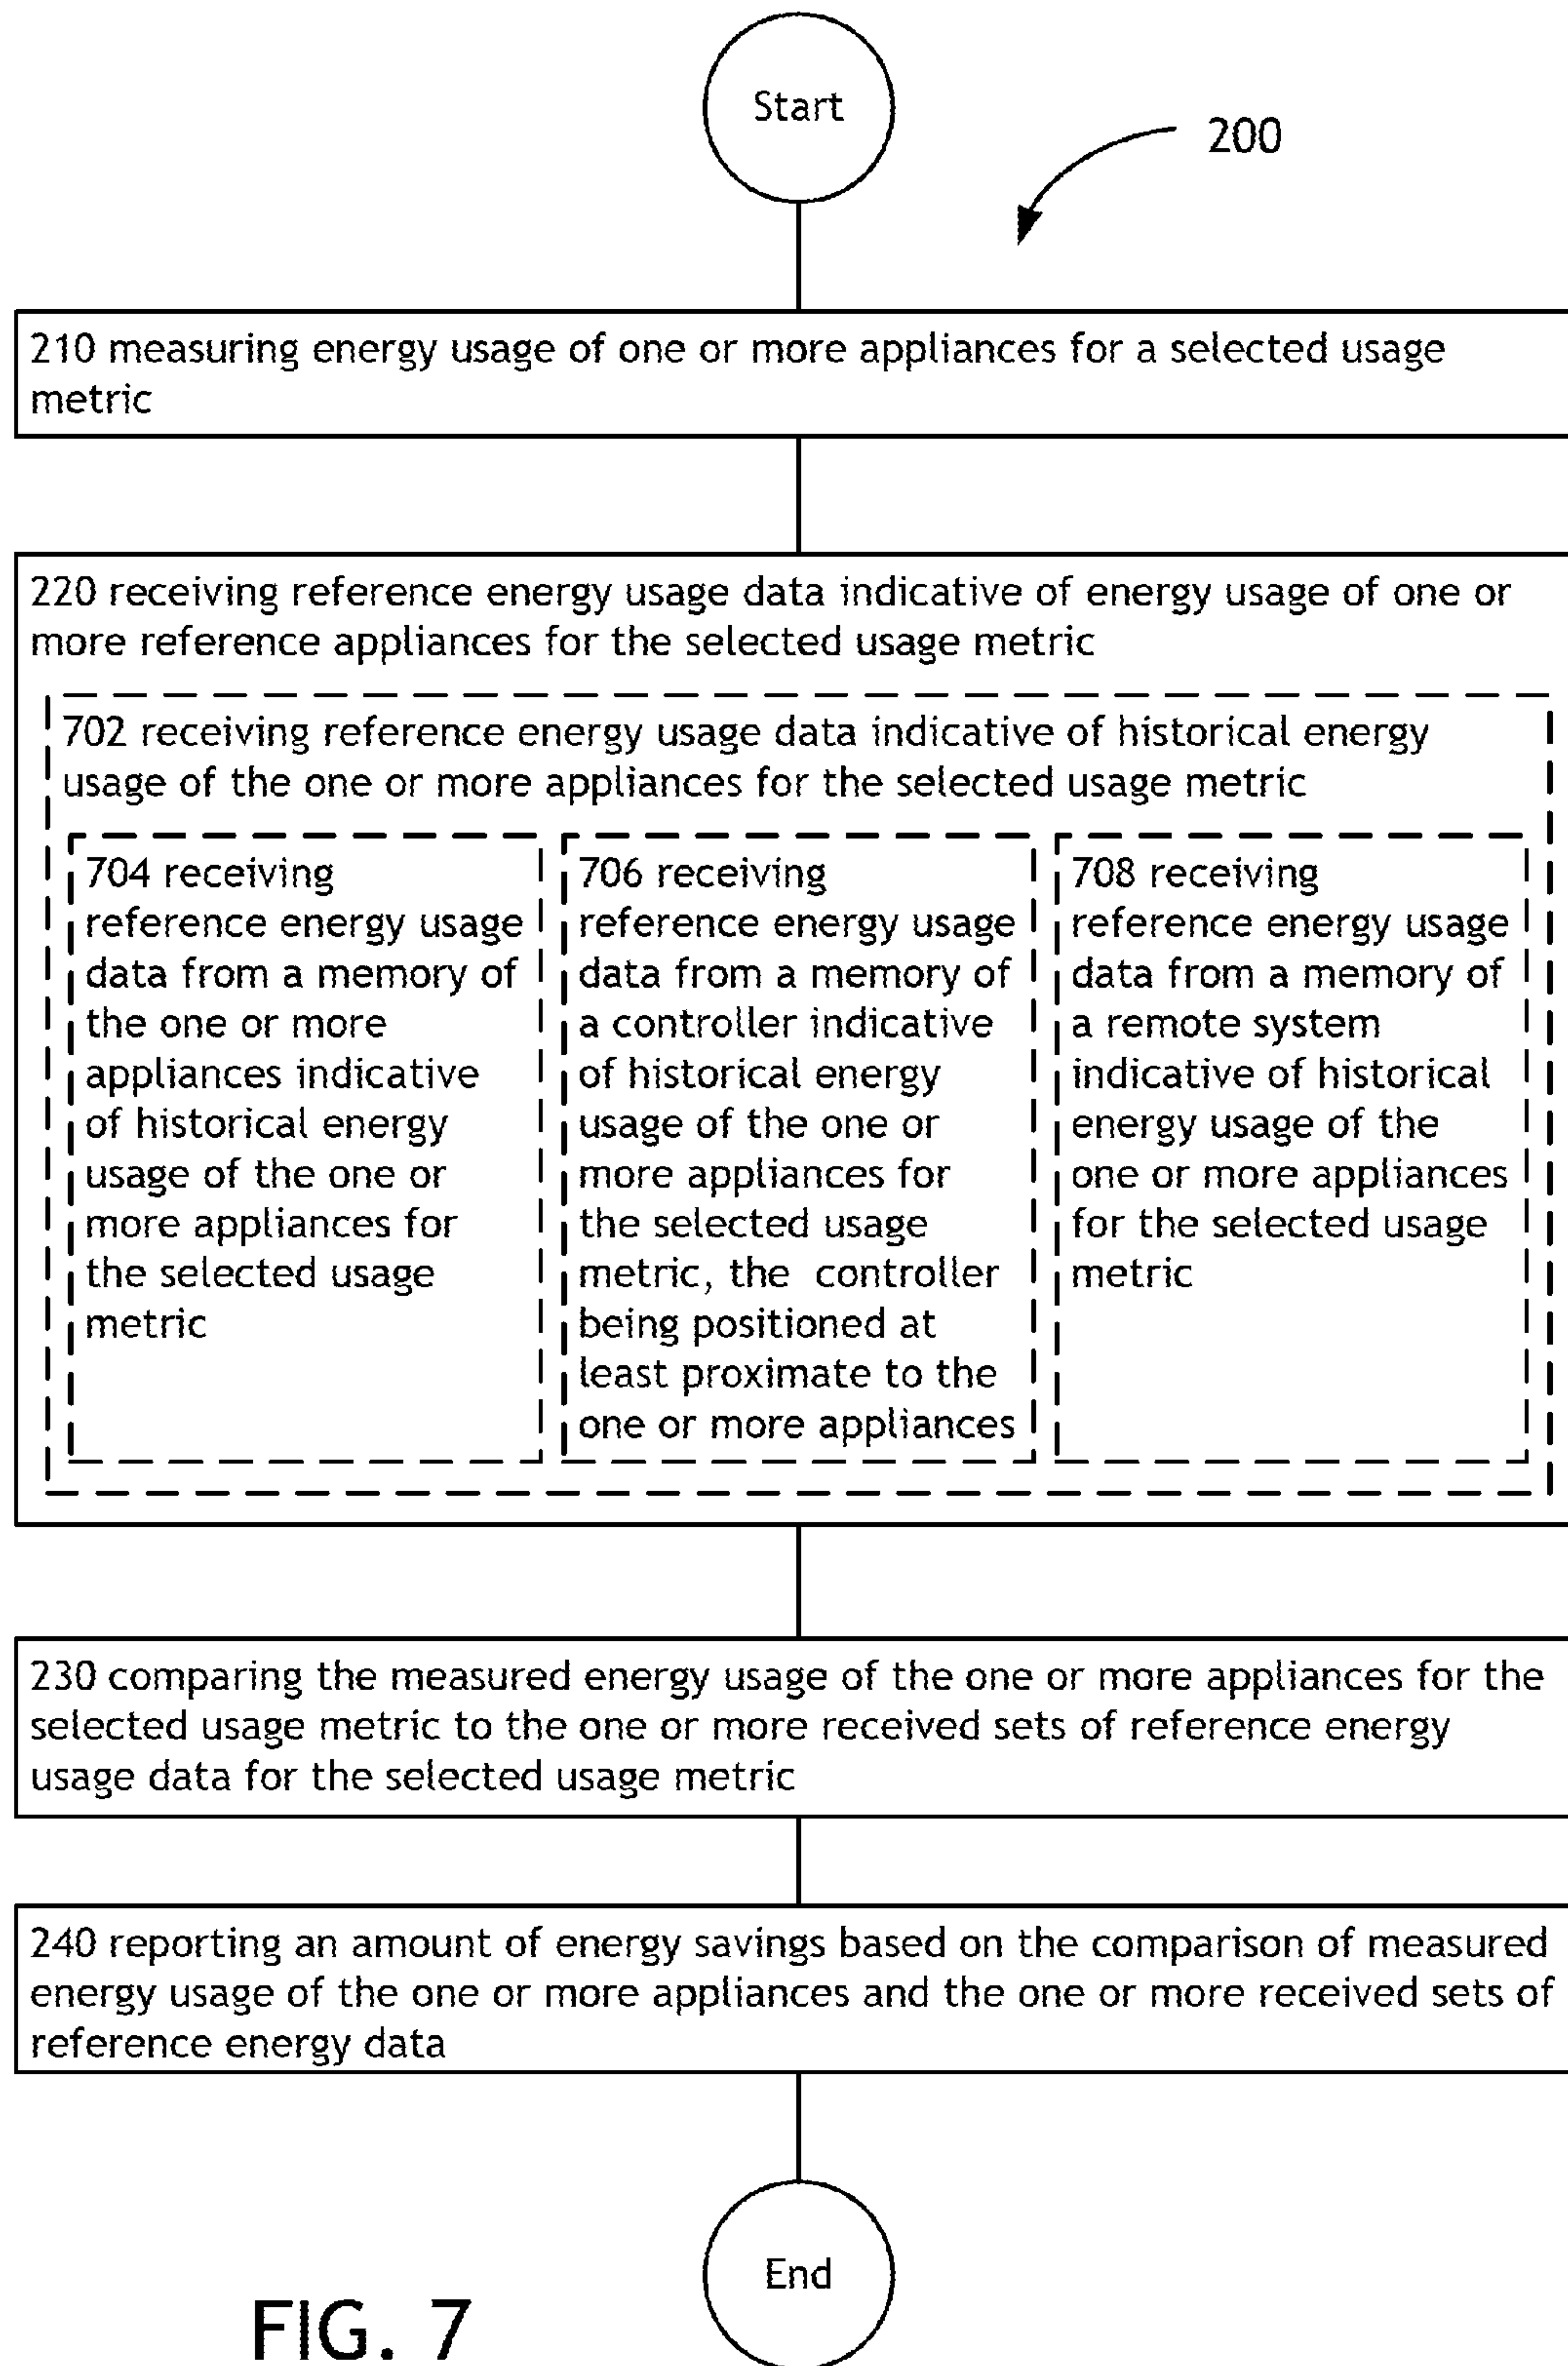 Start
200
210 measuring energy usage of one or more appliances for a selected usage
metric
220 receiving reference energy usage data indicative of energy usage of one or
more reference appliances for the selected usage metric
702 receiving reference energy usage data indicative of historical energy
usage of the one or more appliances for the selected usage metric
704 receiving
reference energy usage
data from a memory of
the one or more
appliances indicative
of historical energy
usage of the one or
more appliances for
the selected usage
metric
706 receiving
reference energy usage
data from a memory of
a controller indicative
of historical energy
usage of the one or
more appliances for
the selected usage
metric, the controller
being positioned at
least proximate to the
one or more appliances
708 receiving
reference energy usage
data from a memory of
a remote system
indicative of historical
energy usage of the
one or more appliances
for the selected usage
metric
230 comparing the measured energy usage of the one or more appliances for the
selected usage metric to the one or more received sets of reference energy
usage data for the selected usage metric
240 reporting an amount of energy savings based on the comparison of measured
energy usage of the one or more appliances and the one or more received sets of
reference energy data
End
FIG. 7